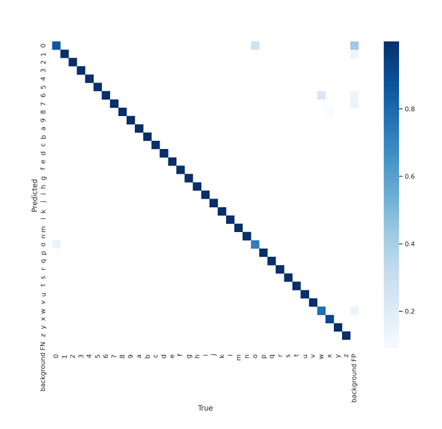 Predicted
background FN z y x w v u t s r q p o n m l k j i h g f e d c b a 9 8 7 6 5 4 3 2 1 0
0 1 2 3 4 5 6 7 8 9 a b c d e f g h i j k l m n o p q r s t u v w x y z background FP
True
0.8
0.6
0.4
0.2